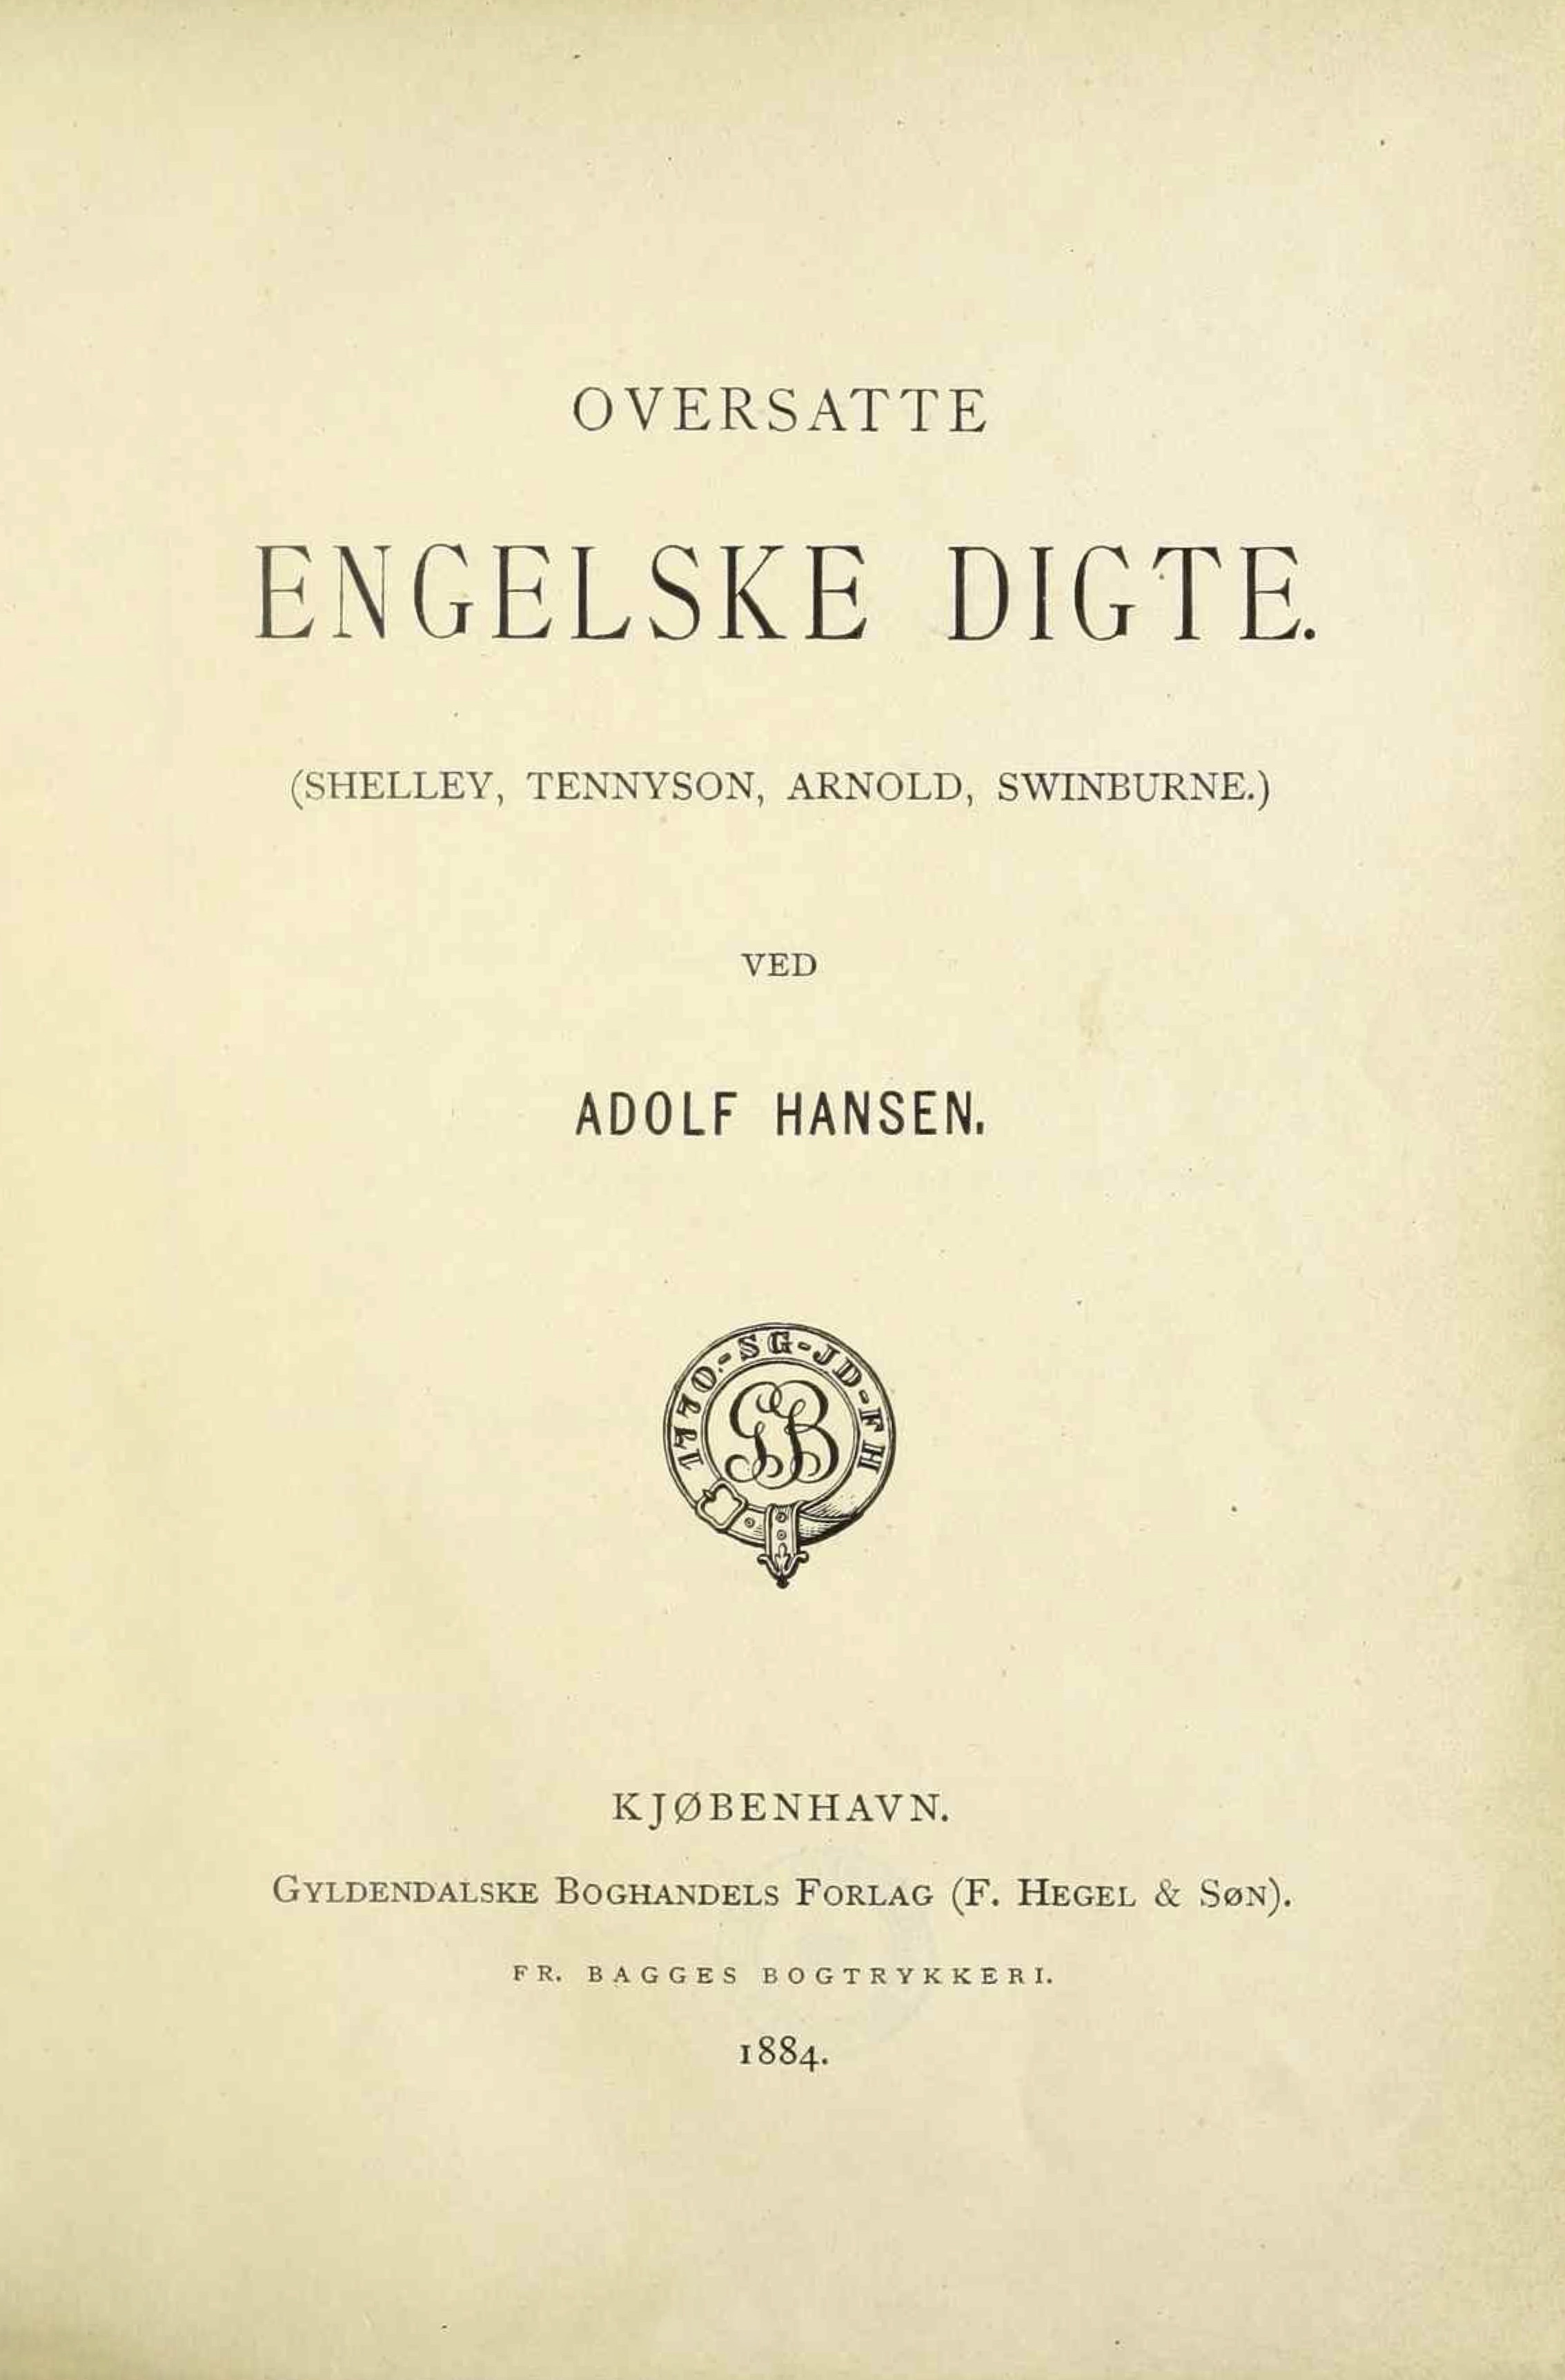 OVERSATTE
ENGELSKE DIGTE.
(SHELLEY, TENNYSON, ARNOLD, SWINBURNE.)
VED
ADOLF HANSEN.
1770.-SG-JD-FH
GB
KJØBENHAVN.
GYLDENDALSKE BOGHANDELS FORLAG (F. HEGEL & SØN).
FR. BAGGES BOGTRYKKERI.
1884.